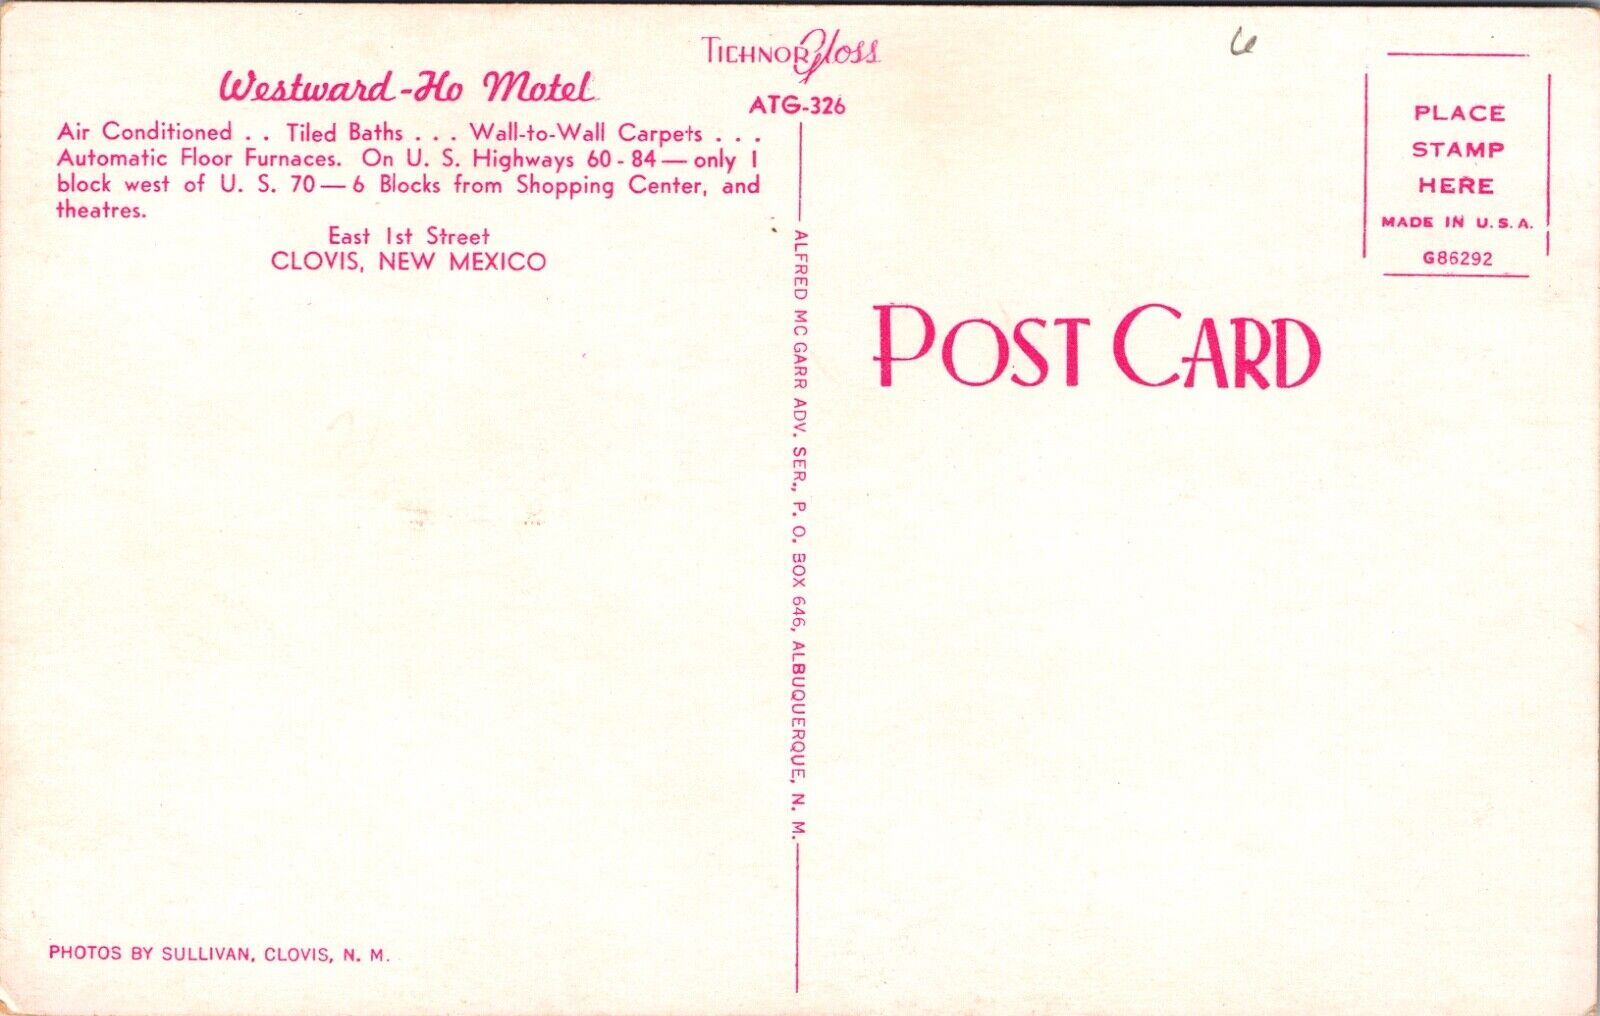 TICHNOR Gloss
ATG-326
6
Westward-Ho Motel
Air Conditioned . . Tiled Baths . . . Wall-to-Wall Carpets . . .
Automatic Floor Furnaces. On U. S. Highways 60 - 84 — only 1
block west of U. S. 70 — 6 Blocks from Shopping Center, and
theatres.
East 1st Street
CLOVIS, NEW MEXICO
PHOTOS BY SULLIVAN, CLOVIS, N. M.
ALFRED MC GARR ADV. SER., P. O. BOX 646, ALBUQUERQUE, N. M.
PLACE
STAMP
HERE
MADE IN U.S.A.
G86292
POST CARD